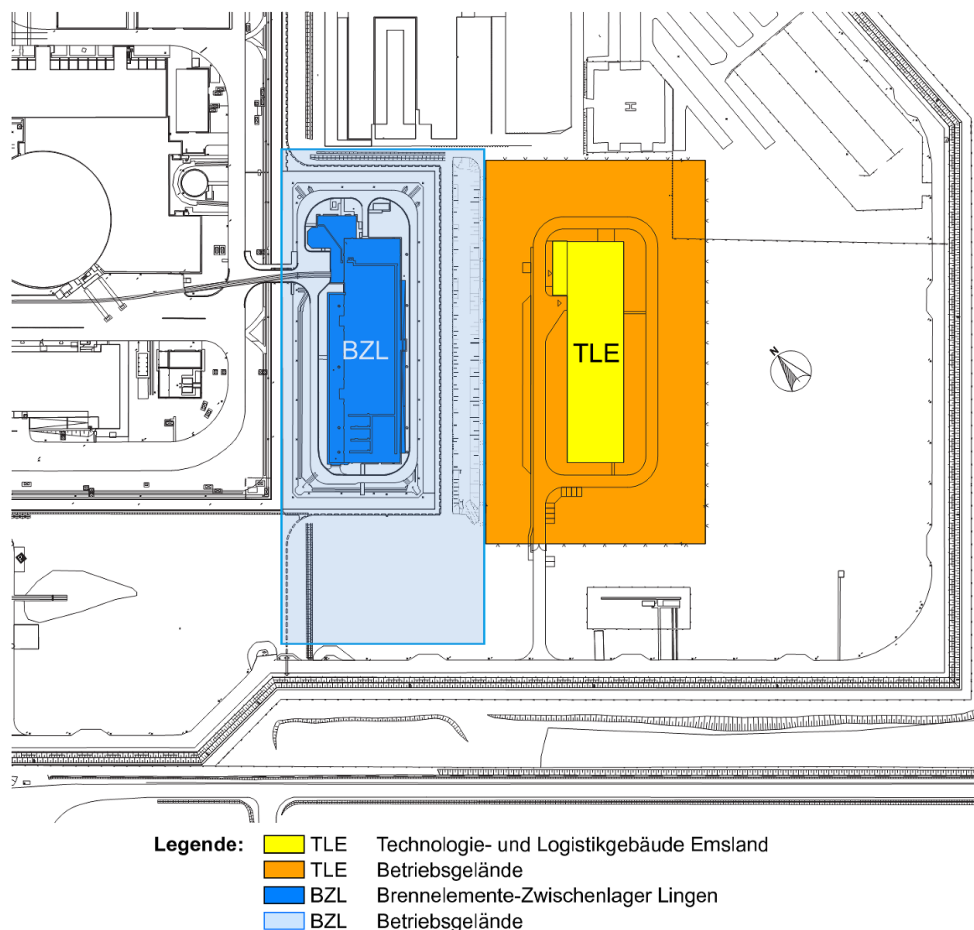 BZL
TLE
N
Legende:
TLE Technologie- und Logistikgebäude Emsland
TLE Betriebsgelände
BZL Brennelemente-Zwischenlager Lingen
BZL Betriebsgelände